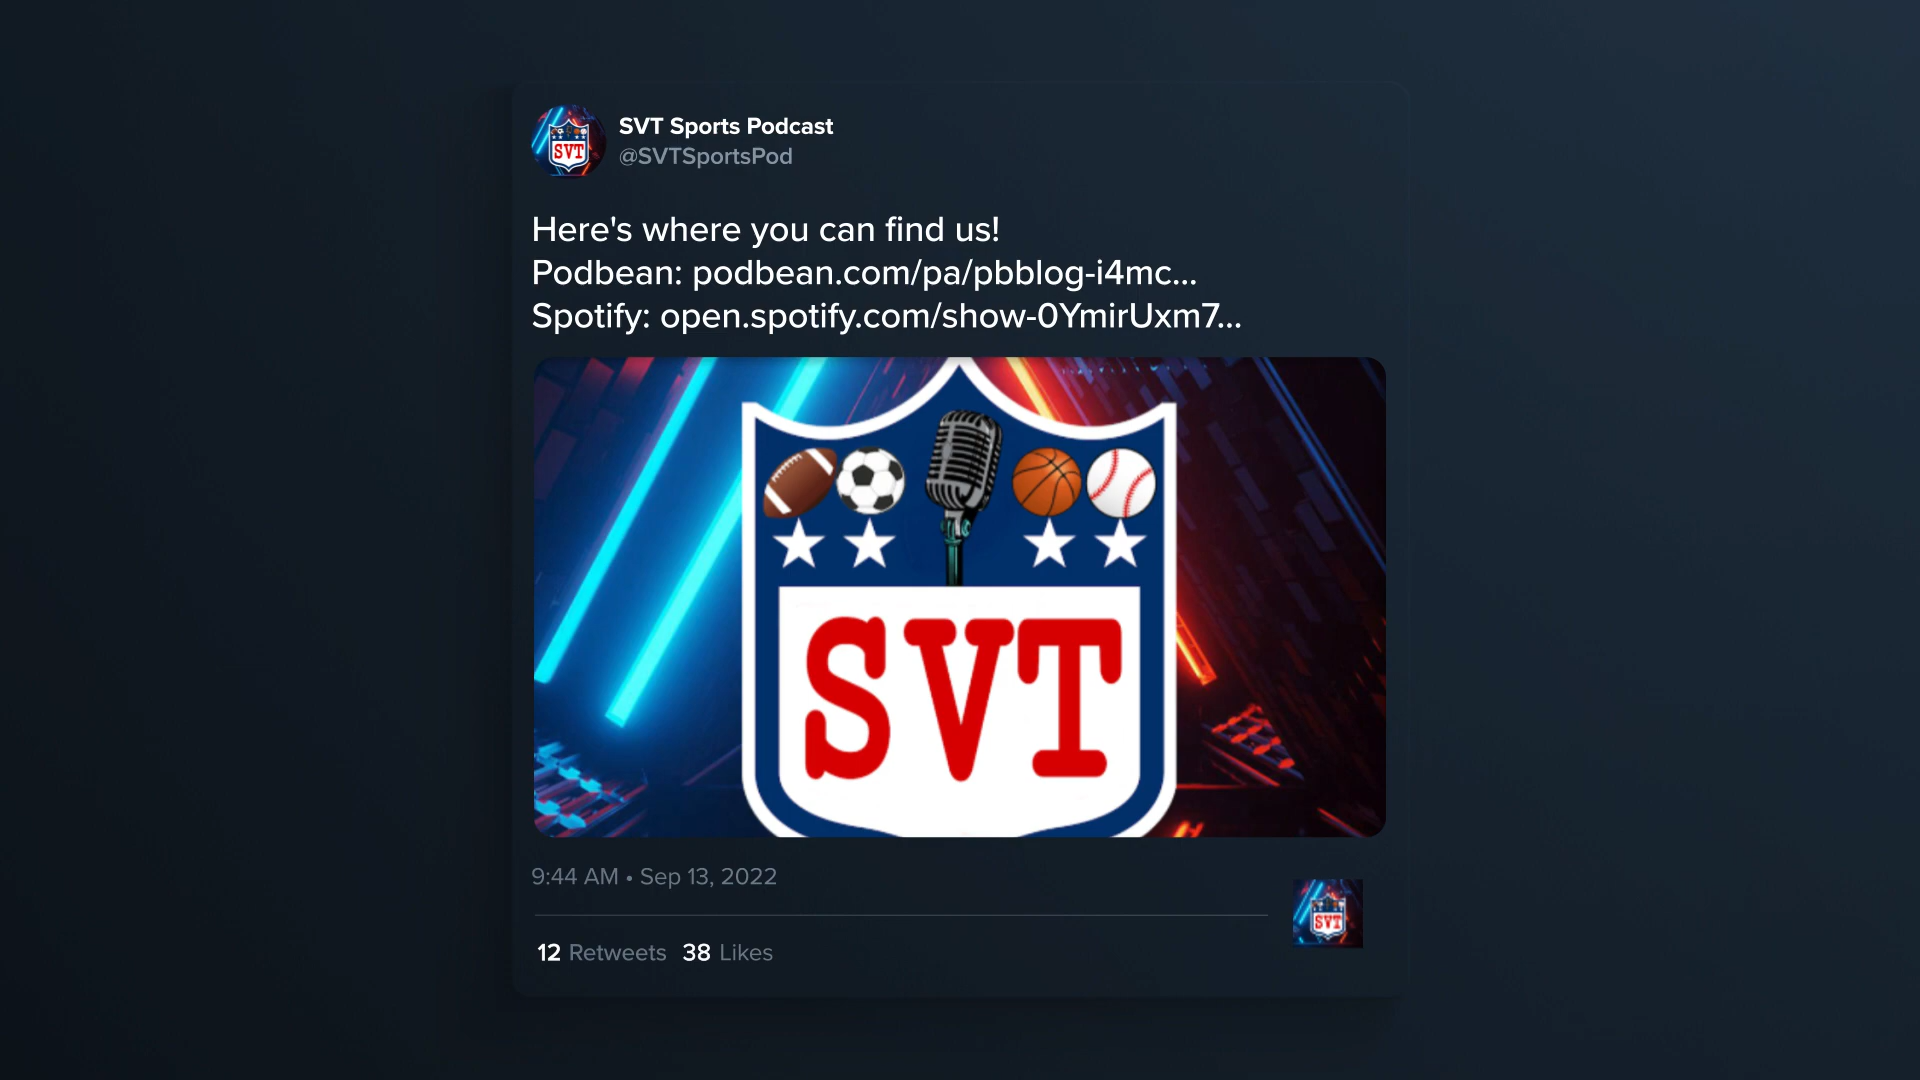 SVT Sports Podcast
@SVTSportsPod
Here's where you can find us!
Podbean: podbean.com/pa/pbblog-i4mc...
Spotify: open.spotify.com/show-0YmirUxm7...
SVT
9:44 AM • Sep 13, 2022
12 Retweets 38 Likes
SVT